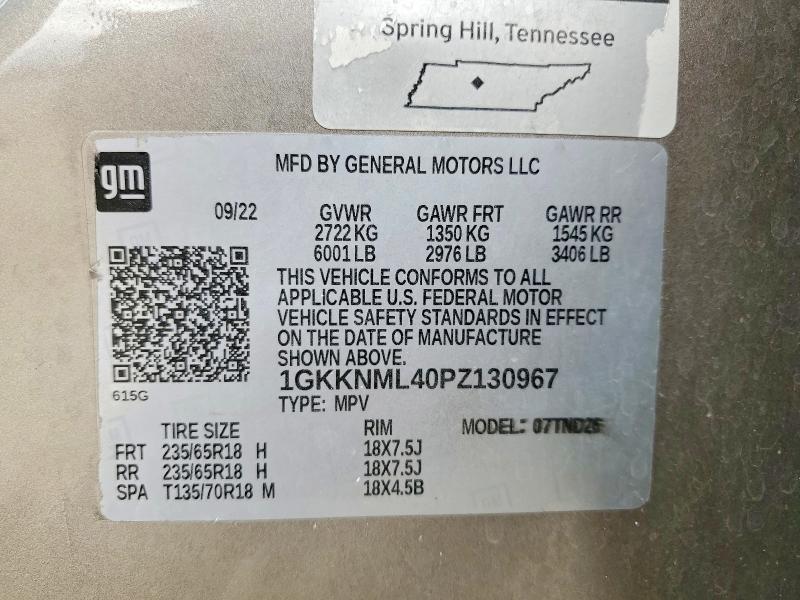 Spring Hill, Tennessee
gm
MFD BY GENERAL MOTORS LLC
09/22 GVWR GAWR FRT GAWR RR
2722 KG 1350 KG 1545 KG
6001 LB 2976 LB 3406 LB
THIS VEHICLE CONFORMS TO ALL
APPLICABLE U.S. FEDERAL MOTOR
VEHICLE SAFETY STANDARDS IN EFFECT
ON THE DATE OF MANUFACTURE
SHOWN ABOVE.
1GKKNML40PZ130967
615G
TYPE: MPV
TIRE SIZE RIM MODEL:
FRT 235/65R18 H 18X7.5J
RR 235/65R18 H 18X7.5J
SPA T135/70R18 M 18X4.5B